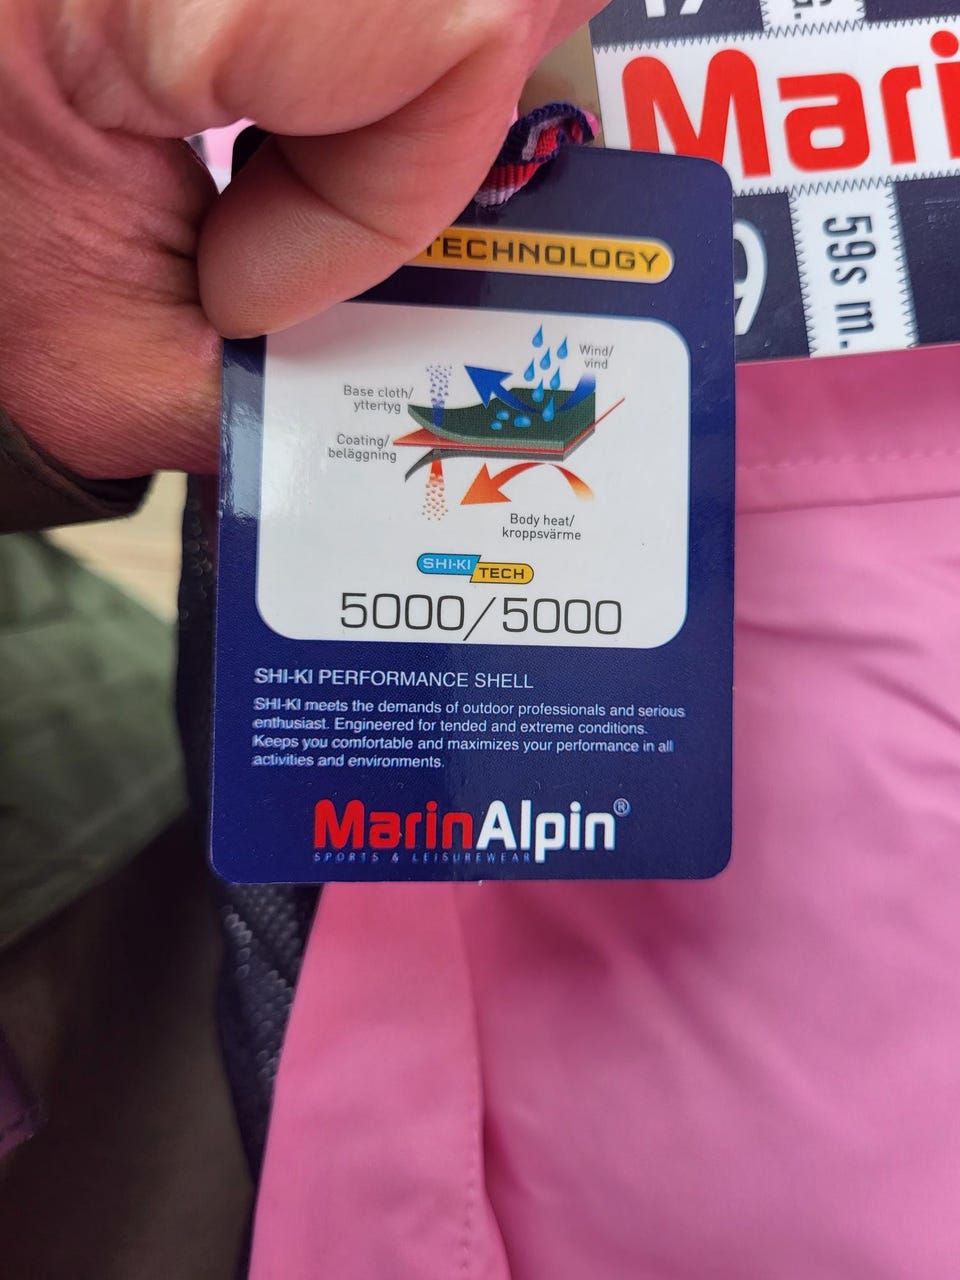 Mari
59s m.
TECHNOLOGY
Wind/
vind
Base cloth/
yttertyg
Coating/
beläggning
Body heat/
kroppsvärme
SHI-KI TECH
5000/5000
SHI-KI PERFORMANCE SHELL
SHI-KI meets the demands of outdoor professionals and serious
enthusiast. Engineered for tended and extreme conditions.
Keeps you comfortable and maximizes your performance in all
activities and environments.
MarinAlpin®
SPORTS & LEISUREWEAR